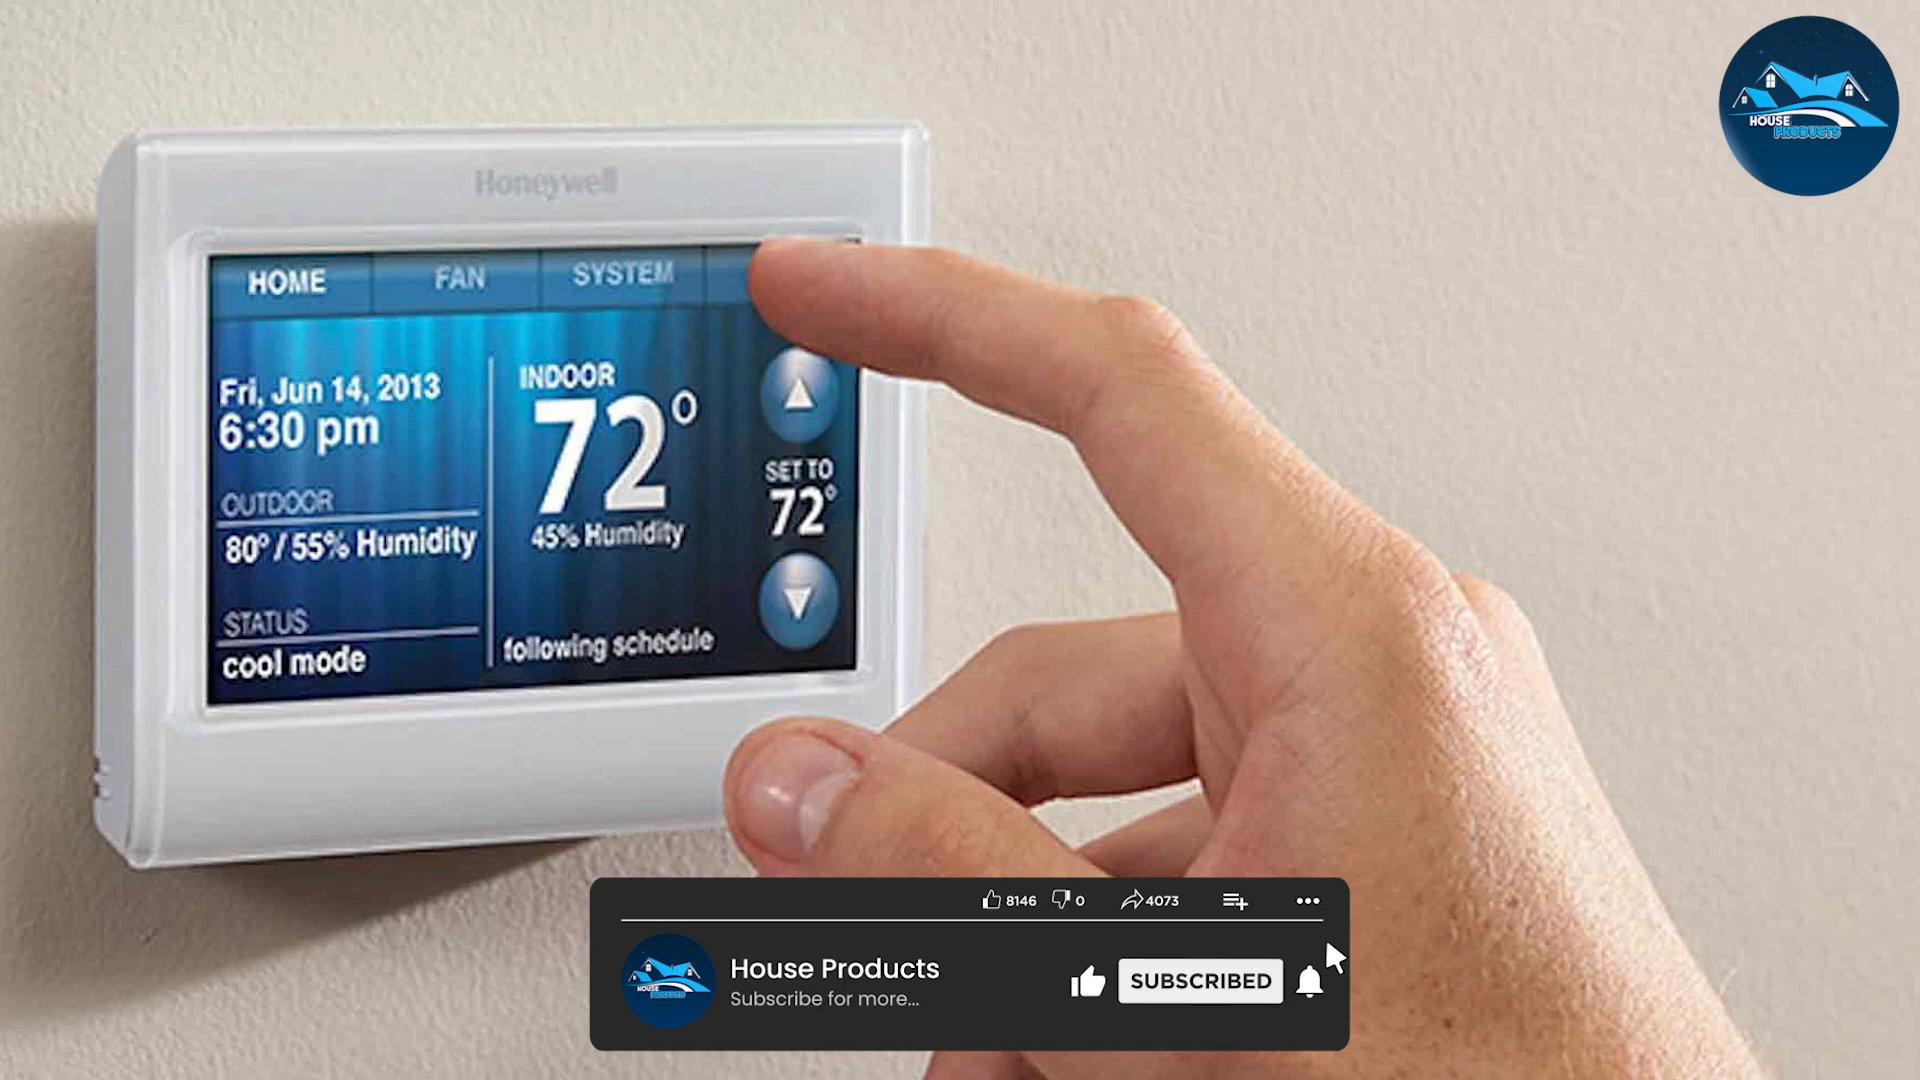 HOUSE
PRODUCTS
Honeywell
HOME
FAN
SYSTEM
Fri, Jun 14, 2013
6:30 pm
OUTDOOR
80° / 55% Humidity
STATUS
cool mode
INDOOR
72°
45% Humidity
following schedule
SET TO
72°
8146
0
4073
HOUSE
PRODUCTS
House Products
Subscribe for more...
SUBSCRIBED